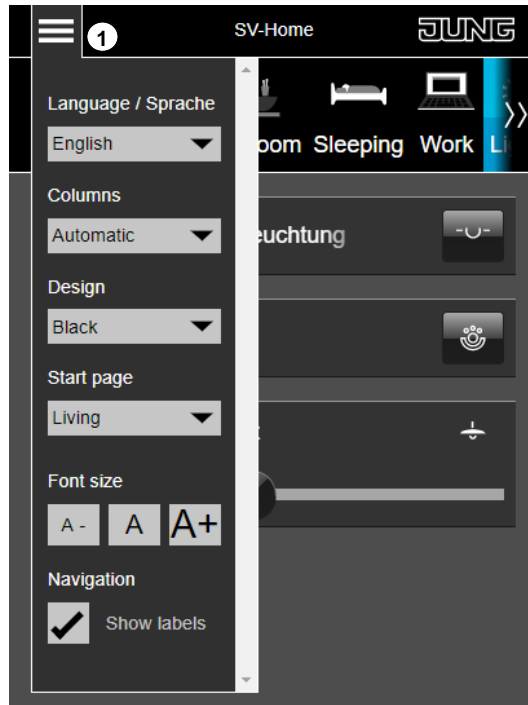 1
SV-Home
JUNG
oom
Sleeping
Work
Li
Language / Sprache
English
Columns
Automatic
Design
Black
Start page
Living
Font size
A -
A
A+
Navigation
Show labels
euchtung